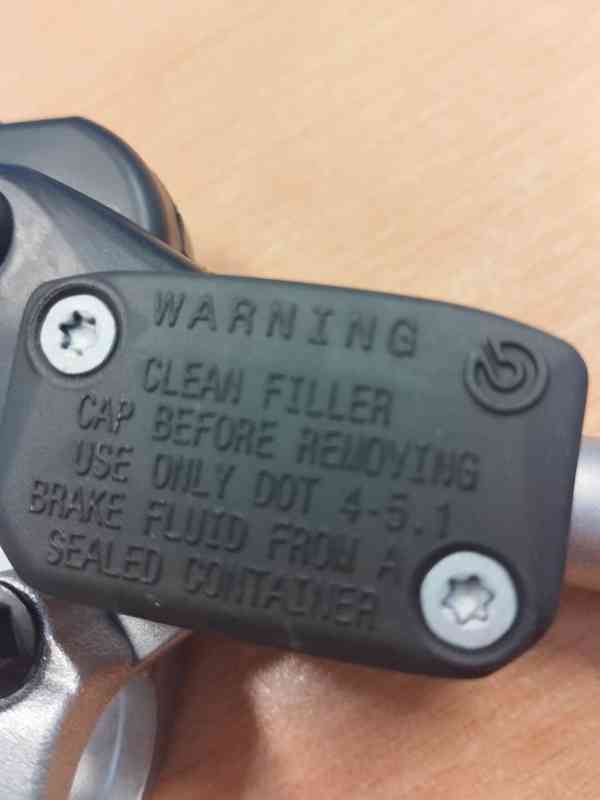 WARNING
CLEAN FILLER
CAP BEFORE REMOVING
USE ONLY DOT 4-5.1
BRAKE FLUID FROM A
SEALED CONTAINER